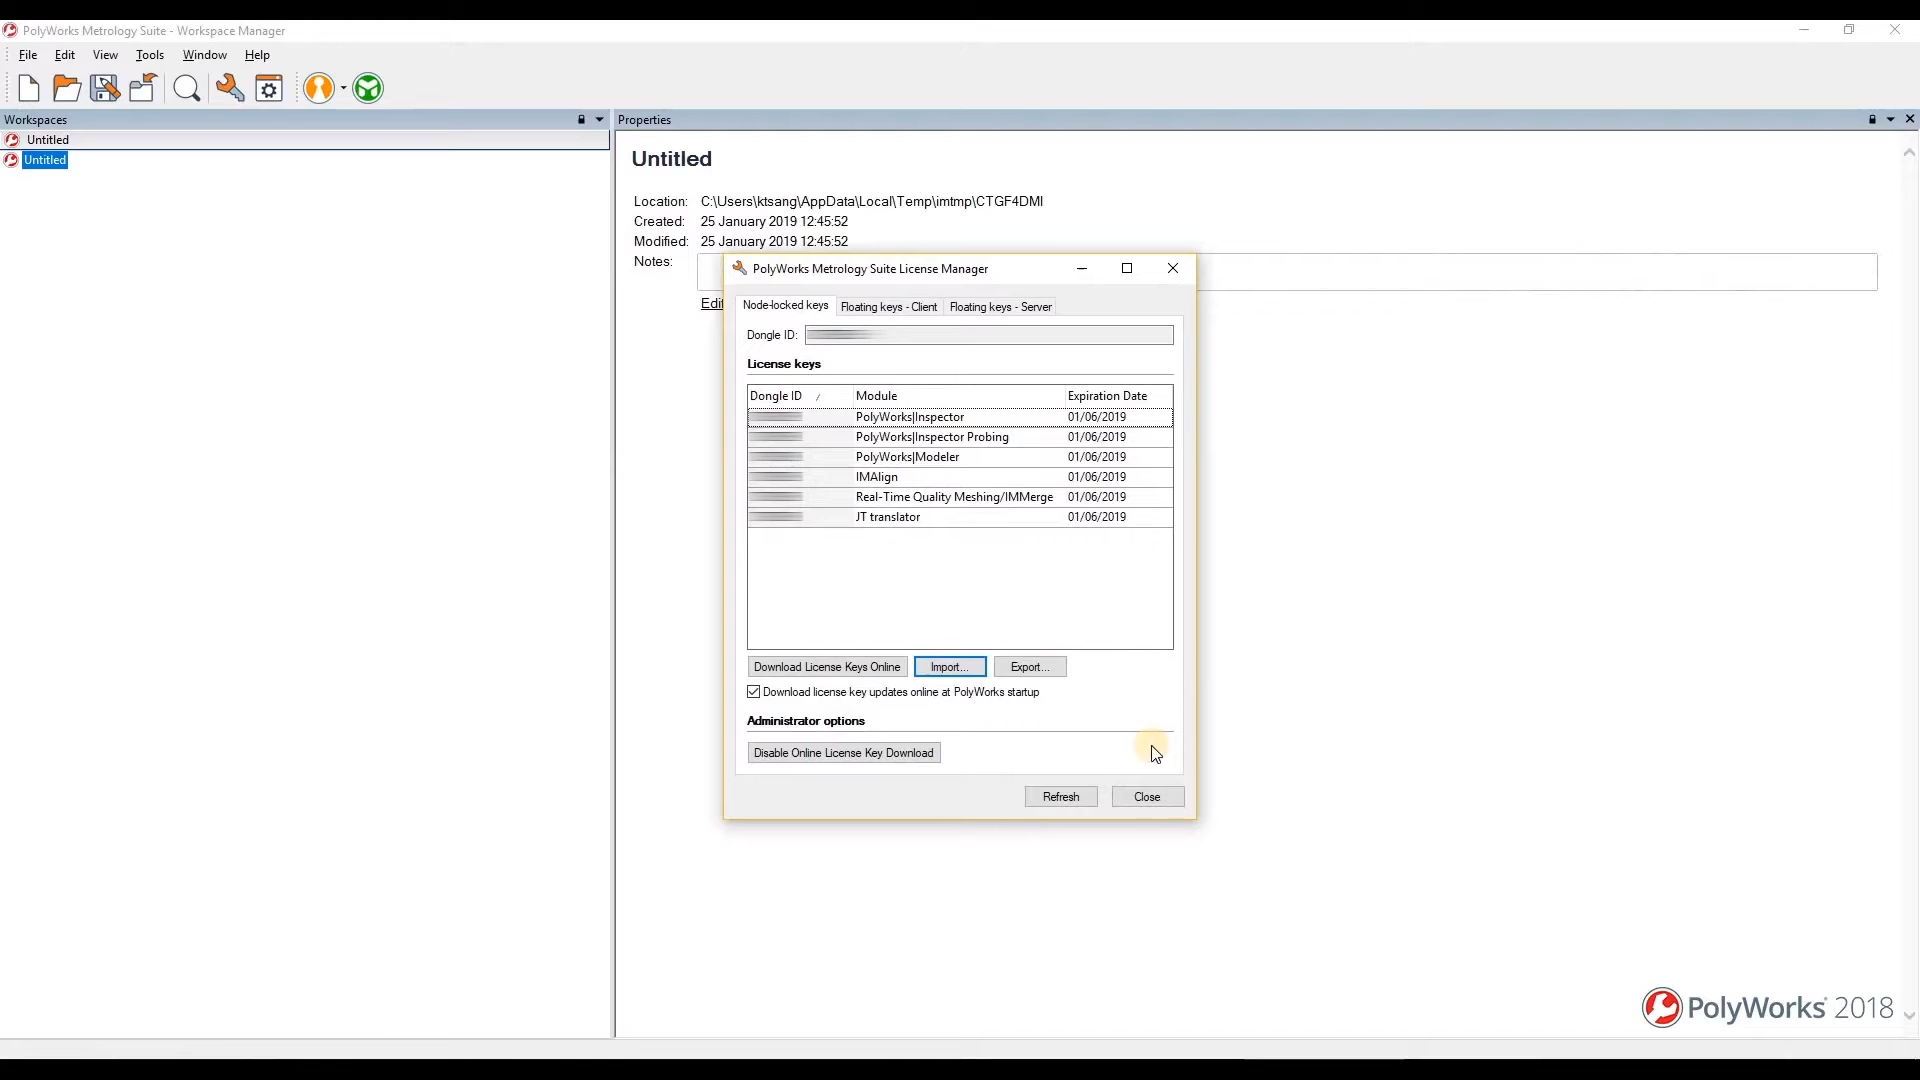 PolyWorks Metrology Suite - Workspace Manager
File Edit View Tools Window Help
Workspaces
Untitled
Untitled
Properties
Untitled
Location: C:\Users\ktsang\AppData\Local\Temp\imtmp\CTGF4DMI
Created: 25 January 2019 12:45:52
Modified: 25 January 2019 12:45:52
Notes:
PolyWorks Metrology Suite License Manager
Node-locked keys Floating keys - Client Floating keys - Server
Dongle ID:
License keys
Dongle ID Module Expiration Date
PolyWorks|Inspector 01/06/2019
PolyWorks|Inspector Probing 01/06/2019
PolyWorks|Modeler 01/06/2019
IMAlign 01/06/2019
Real-Time Quality Meshing/IMMerge 01/06/2019
JT translator 01/06/2019
Download License Keys Online Import... Export...
Download license key updates online at PolyWorks startup
Administrator options
Disable Online License Key Download
Refresh Close
PolyWorks® 2018